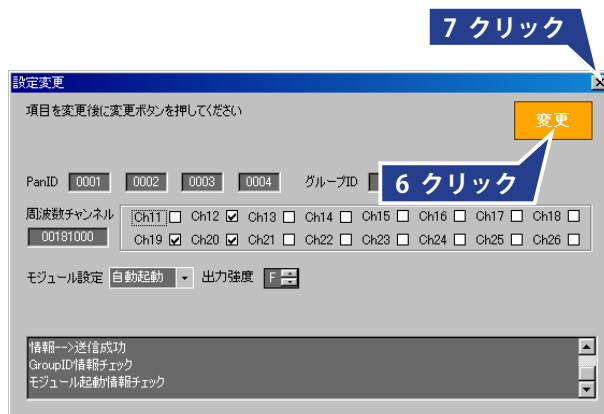 7 クリック
設定変更
項目を変更後に変更ボタンを押してください
変更
PanID 0001 0002 0003 0004 グループID
6 クリック
周波数チャンネル Ch11 Ch12 Ch13 Ch14 Ch15 Ch16 Ch17 Ch18
00181000 Ch19 Ch20 Ch21 Ch22 Ch23 Ch24 Ch25 Ch26
モジュール設定 自動起動 出力強度 F
情報-->送信成功
GroupID情報チェック
モジュール起動情報チェック